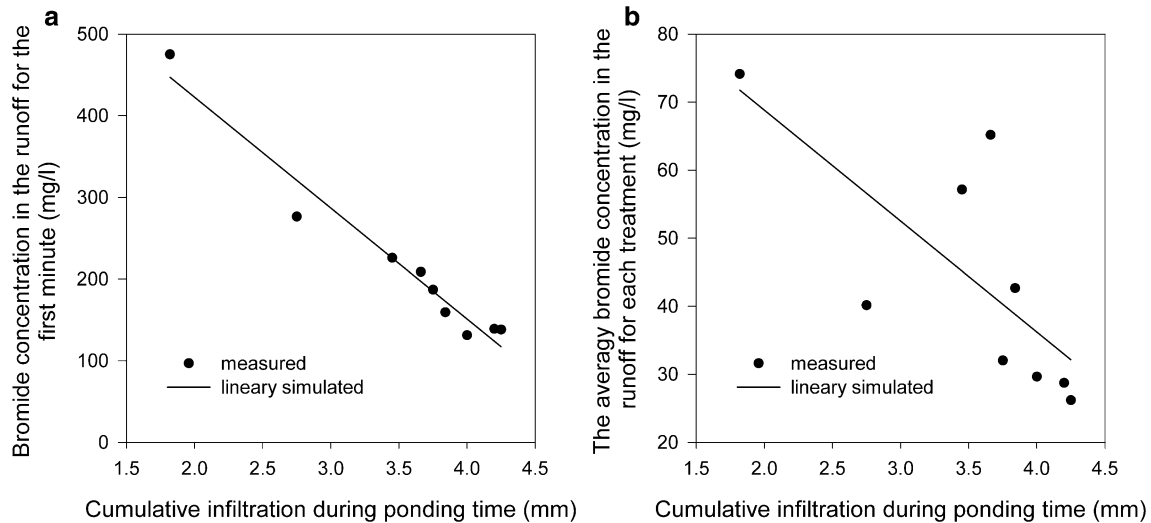 a
Bromide concentration in the runoff for the
first minute (mg/l)
500
400
300
200
100
0
measured
lineary simulated
1.5 2.0 2.5 3.0 3.5 4.0 4.5
Cumulative infiltration during ponding time (mm)
b
The averagy bromide concentration in the
runoff for each treatment (mg/l)
80
70
60
50
40
30
20
measured
lineary simulated
1.5 2.0 2.5 3.0 3.5 4.0 4.5
Cumulative infiltration during ponding time (mm)